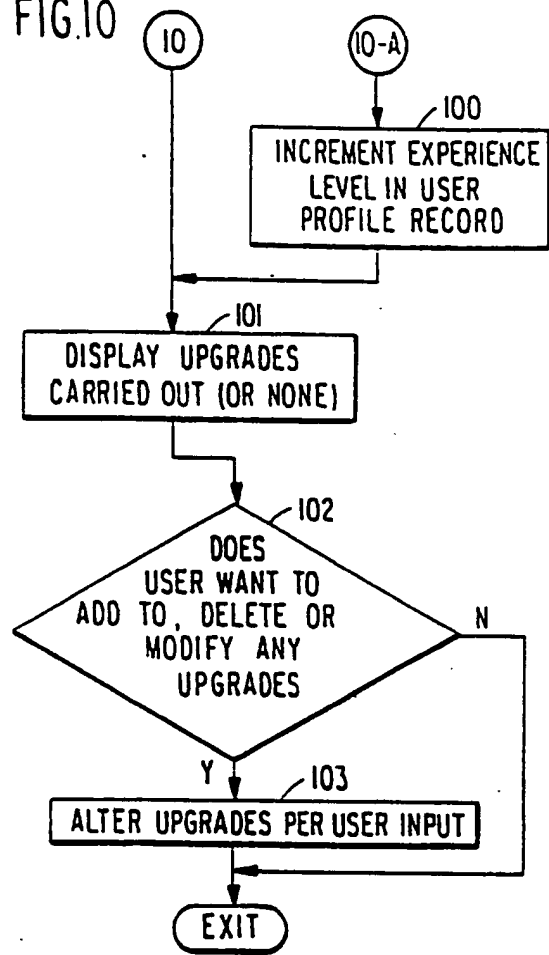 FIG.10
10
10-A
100
INCREMENT EXPERIENCE
LEVEL IN USER
PROFILE RECORD
101
DISPLAY UPGRADES
CARRIED OUT (OR NONE)
102
DOES
USER WANT TO
ADD TO, DELETE OR
MODIFY ANY
UPGRADES
N
Y
103
ALTER UPGRADES PER USER INPUT
EXIT